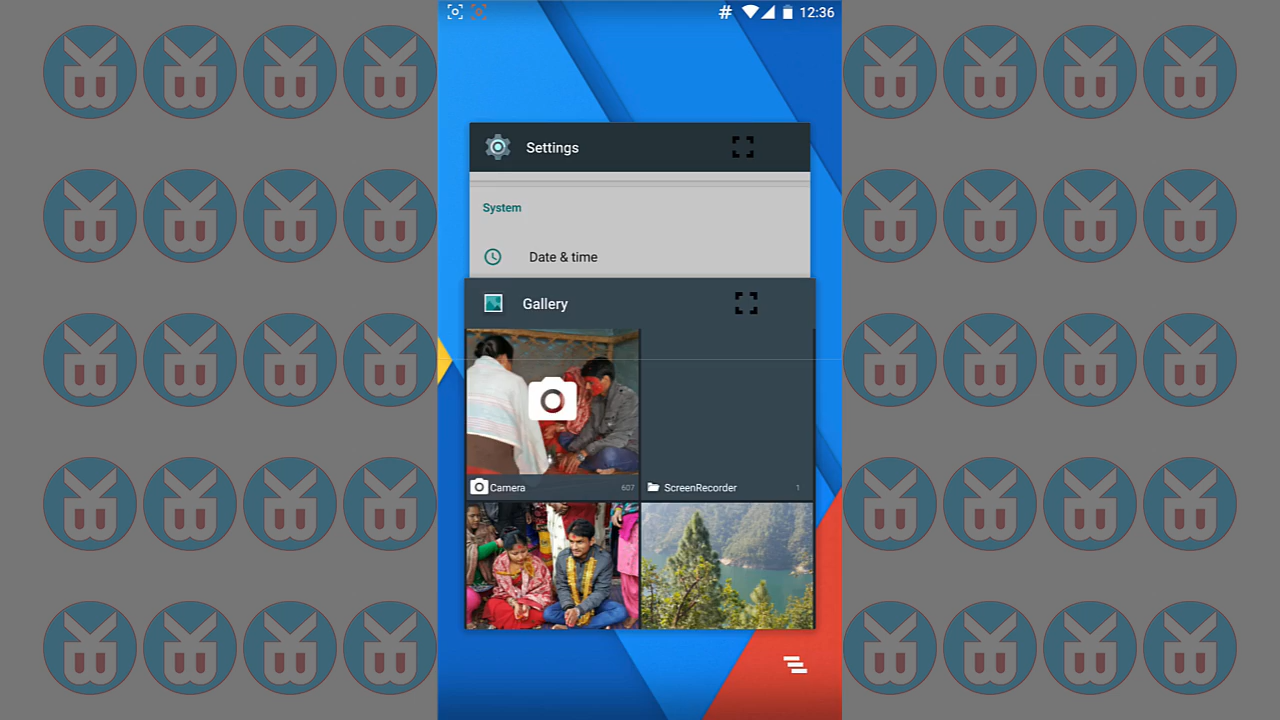 # 12:36
Settings
System
Date & time
Gallery
Camera 607
ScreenRecorder 1